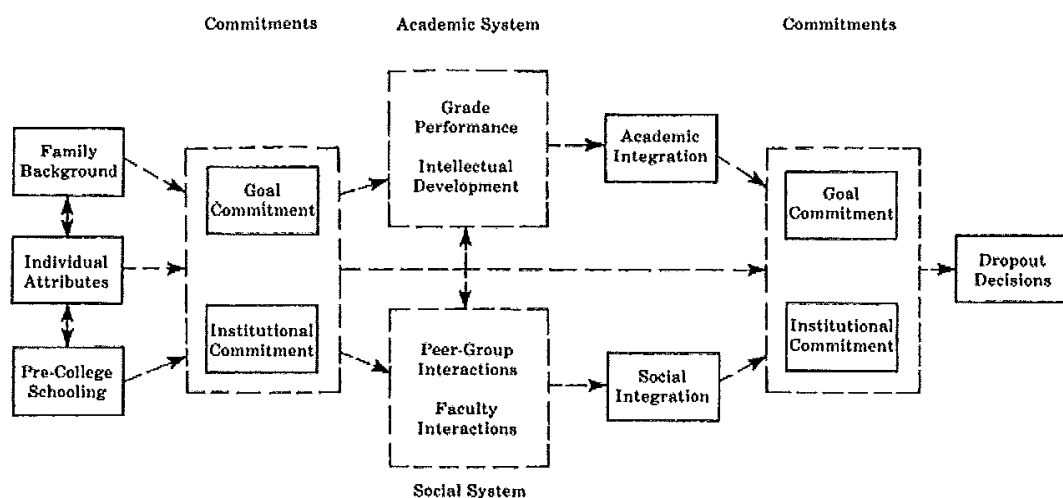 Commitments
Academic System
Commitments
Family
Background
Individual
Attributes
Pre-College
Schooling
Goal
Commitment
Institutional
Commitment
Grade
Performance
Intellectual
Development
Peer-Group
Interactions
Faculty
Interactions
Social System
Academic
Integration
Social
Integration
Goal
Commitment
Institutional
Commitment
Dropout
Decisions